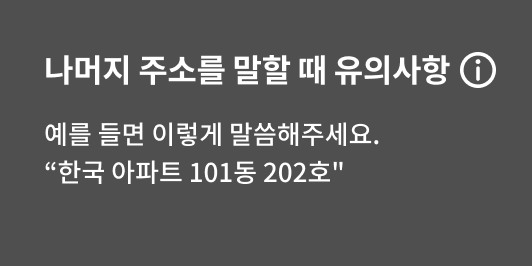 나머지 주소를 말할 때 유의사항 ⓘ
예를 들면 이렇게 말씀해주세요.
“한국 아파트 101동 202호"